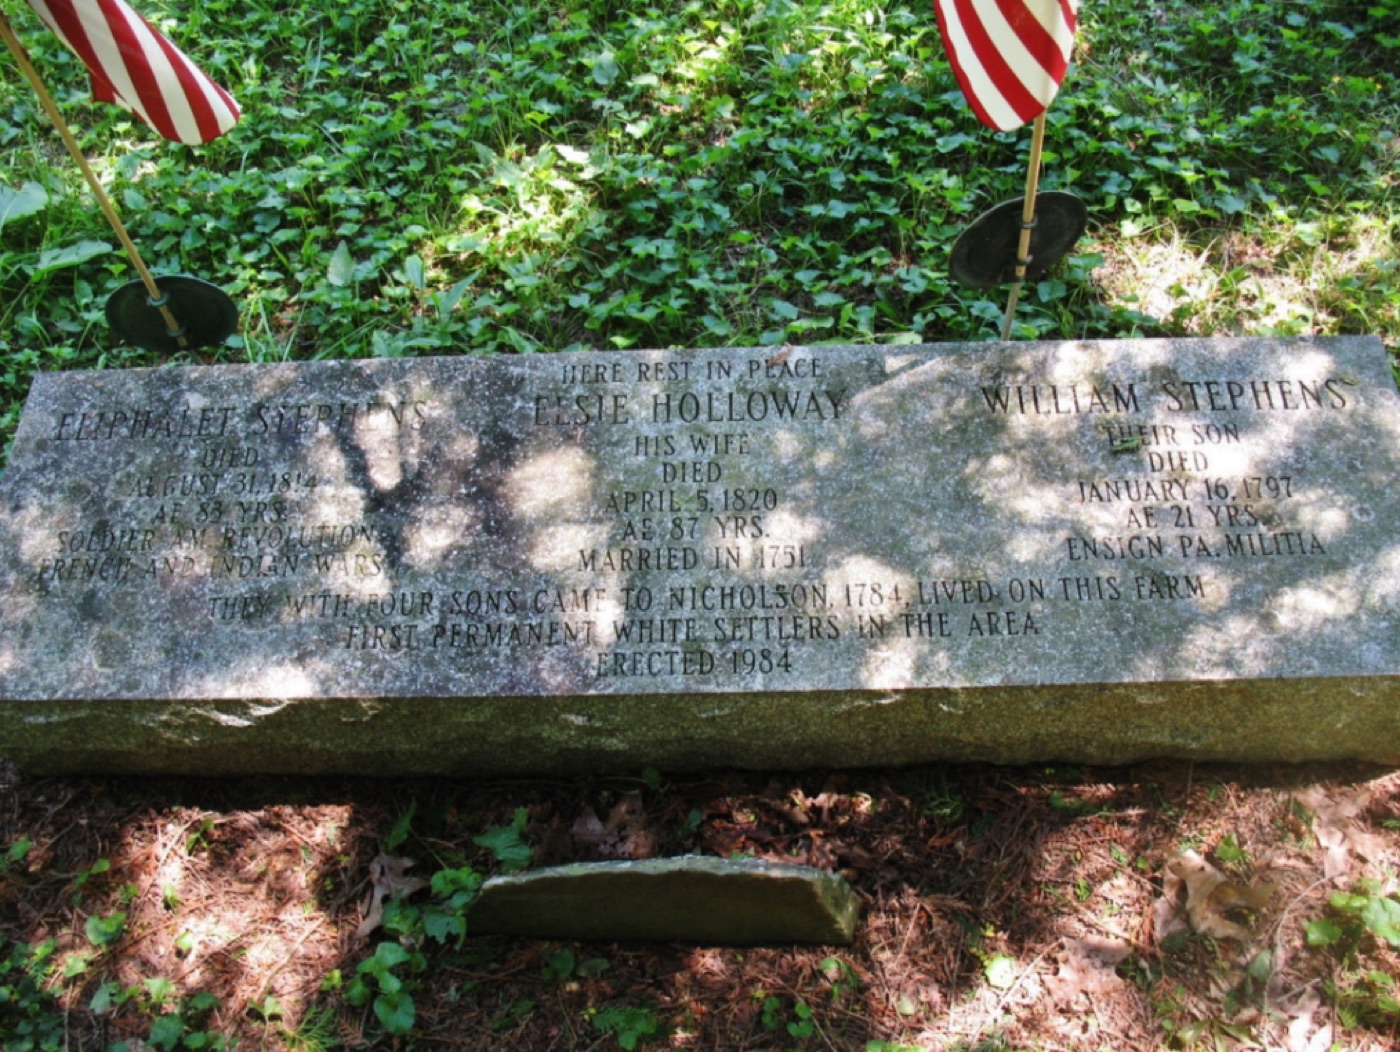 HERE REST IN PEACE
ELIPHALET STEPHENS
DIED
AUGUST 31, 1814
AE 83 YRS.
SOLDIER AM REVOLUTION
FRENCH AND INDIAN WARS
ELSIE HOLLOWAY
HIS WIFE
DIED
APRIL 5, 1820
AE 87 YRS.
MARRIED IN 1751
WILLIAM STEPHENS
THEIR SON
DIED
JANUARY 16, 1797
AE 21 YRS.
ENSIGN PA. MILITIA
THEY WITH FOUR SONS CAME TO NICHOLSON, 1784, LIVED ON THIS FARM
FIRST PERMANENT WHITE SETTLERS IN THE AREA
ERECTED 1984